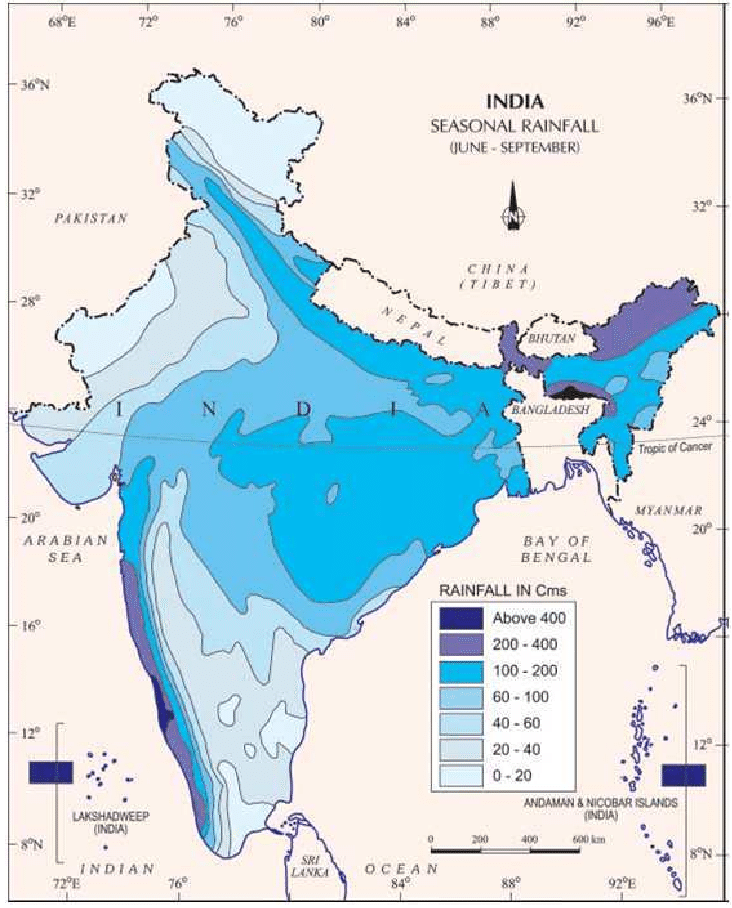 68°E 72° 76° 80° 84° 88° 92° 96°E
36°N
36°N
INDIA
SEASONAL RAINFALL
(JUNE - SEPTEMBER)
32°
32°
N
PAKISTAN
CHINA
(TIBET)
28°
28°
NEPAL
BHUTAN
INDIA
BANGLADESH
24°
Tropic of Cancer
20°
MYANMAR
20°
ARABIAN
SEA
BAY OF
BENGAL
RAINFALL IN Cms
Above 400
200 - 400
100 - 200
60 - 100
40 - 60
20 - 40
0 - 20
16°
12°
12°
LAKSHADWEEP
(INDIA)
ANDAMAN & NICOBAR ISLANDS
(INDIA)
0 200 400 600 km
8°N
8°N
SRI
LANKA
INDIAN OCEAN
72°E 76° 84° 88° 92°E